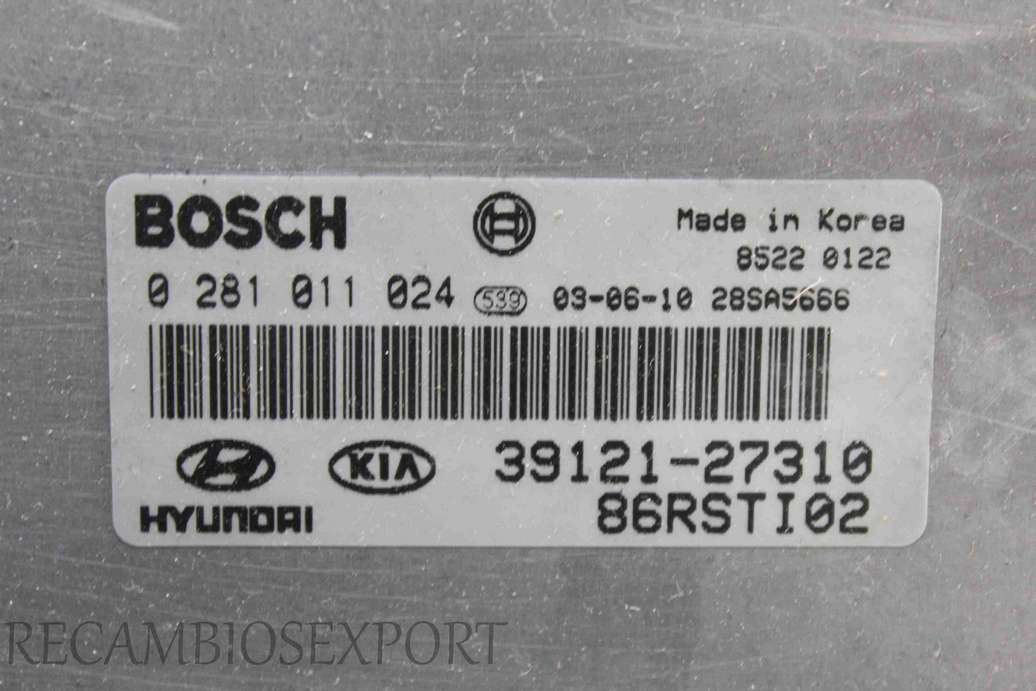 BOSCH
Made in Korea
8522 0122
0 281 011 024 539 03-06-10 28SA5666
39121-27310
HYUNDAI KIA 86RSTI02
RECAMBIOSEXPORT